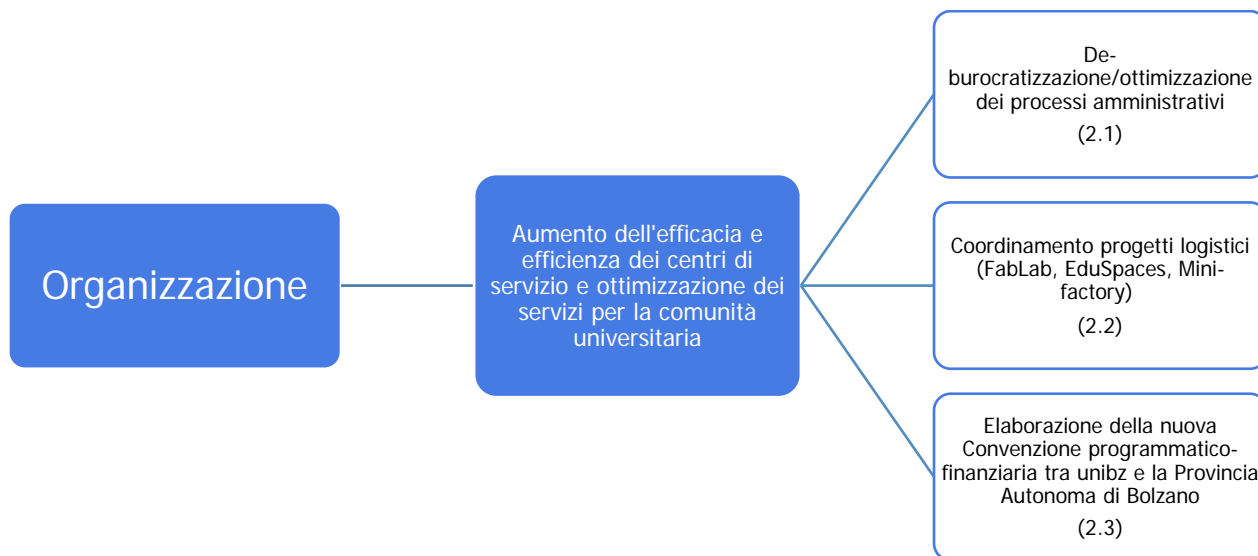 Organizzazione
Aumento dell'efficacia e
efficienza dei centri di
servizio e ottimizzazione dei
servizi per la comunità
universitaria
De-
burocratizzazione/ottimizzazione
dei processi amministrativi
(2.1)
Coordinamento progetti logistici
(FabLab, EduSpaces, Mini-
factory)
(2.2)
Elaborazione della nuova
Convenzione programmatico-
finanziaria tra unibz e la Provincia
Autonoma di Bolzano
(2.3)